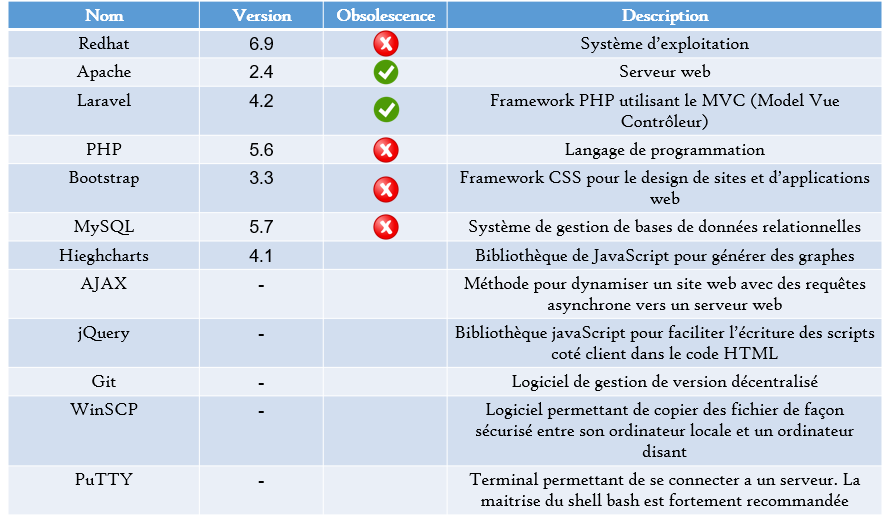 Nom Version Obsolescence Description
Redhat 6.9 Système d'exploitation
Apache 2.4 Serveur web
Laravel 4.2 Framework PHP utilisant le MVC (Model Vue
Contrôleur)
PHP 5.6 Langage de programmation
Bootstrap 3.3 Framework CSS pour le design de sites et d'applications
web
MySQL 5.7 Système de gestion de bases de données relationnelles
Hieghcharts 4.1 Bibliothèque de JavaScript pour générer des graphes
AJAX - Méthode pour dynamiser un site web avec des requêtes
asynchrone vers un serveur web
jQuery - Bibliothèque javaScript pour faciliter l'écriture des scripts
coté client dans le code HTML
Git - Logiciel de gestion de version décentralisé
WinSCP - Logiciel permettant de copier des fichier de façon
sécurisé entre son ordinateur locale et un ordinateur
disant
PuTTY - Terminal permettant de se connecter a un serveur. La
maitrise du shell bash est fortement recommandée